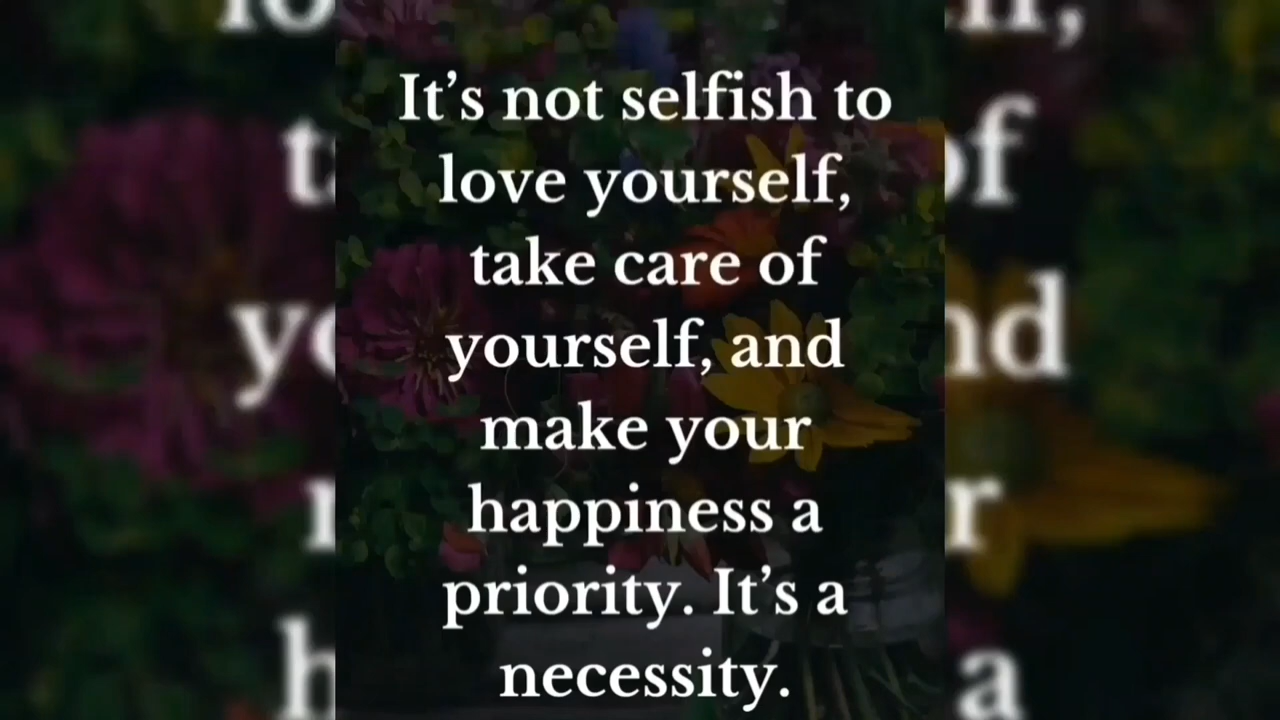 It’s not selfish to
love yourself,
take care of
yourself, and
make your
happiness a
priority. It’s a
necessity.